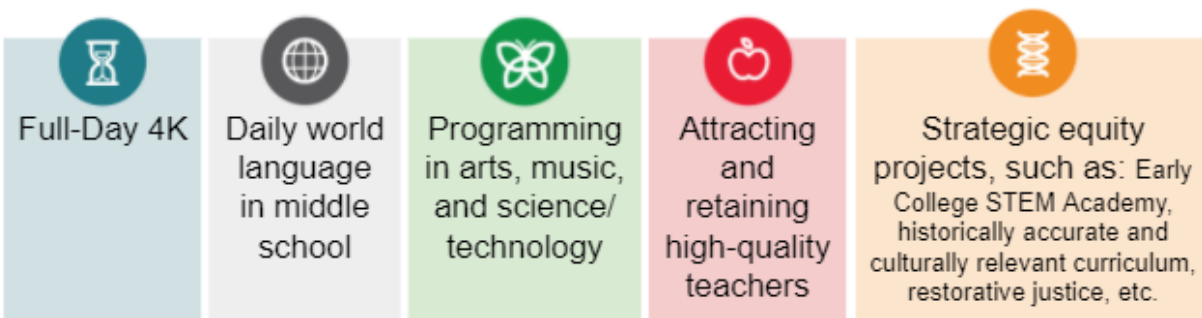 Full-Day 4K
Daily world
language
in middle
school
Programming
in arts, music,
and science/
technology
Attracting
and
retaining
high-quality
teachers
Strategic equity
projects, such as: Early
College STEM Academy,
historically accurate and
culturally relevant curriculum,
restorative justice, etc.